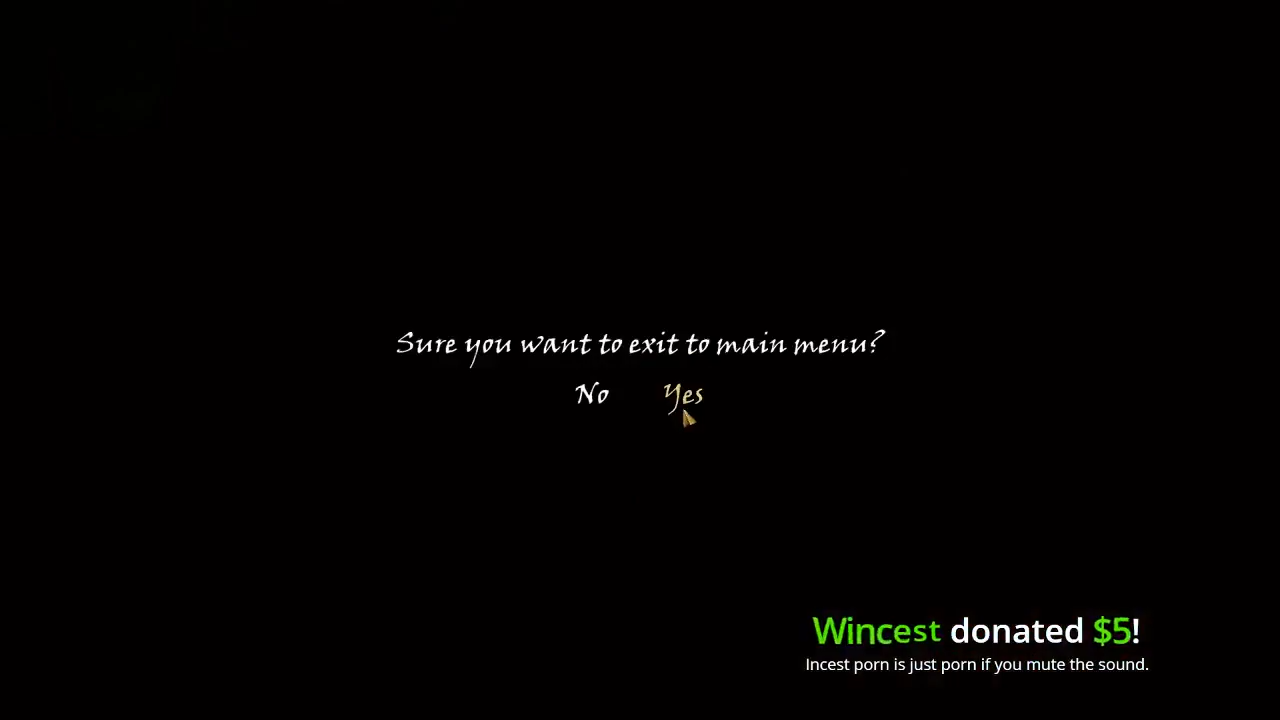 Sure you want to exit to main menu?
No Yes
Wincest donated $5!
Incest porn is just porn if you mute the sound.